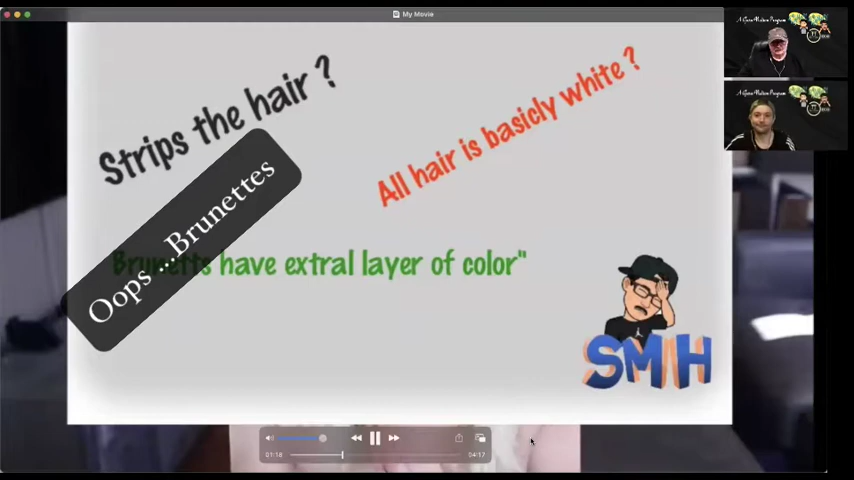 My Movie
Strips the hair ?
All hair is basicly white ?
Oops ...Brunettes
Brunetts have extral layer of color"
SMH
01:18
04:17